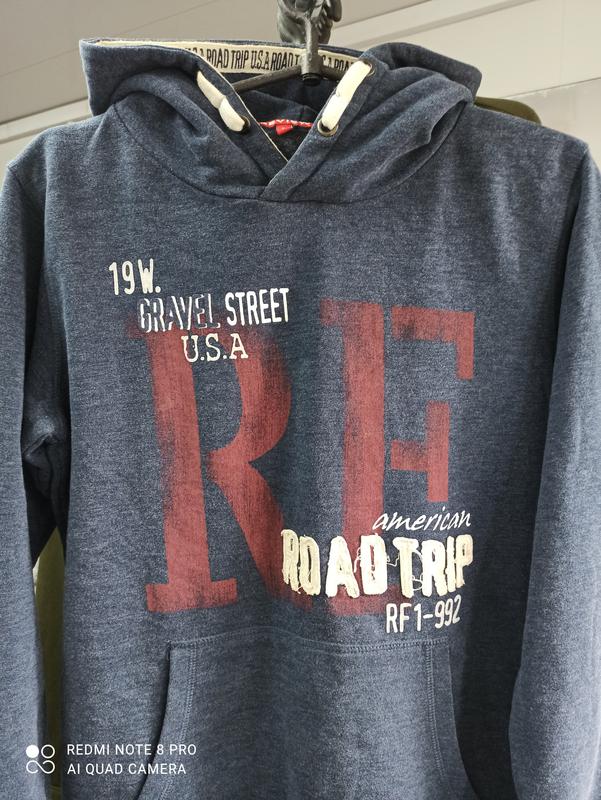 U.S.A ROAD TRIP U.S.A ROAD TRIP U.S.A ROAD
19 W.
GRAVEL STREET
U.S.A
RF
american
ROAD TRIP
RF1-992
REDMI NOTE 8 PRO
AI QUAD CAMERA